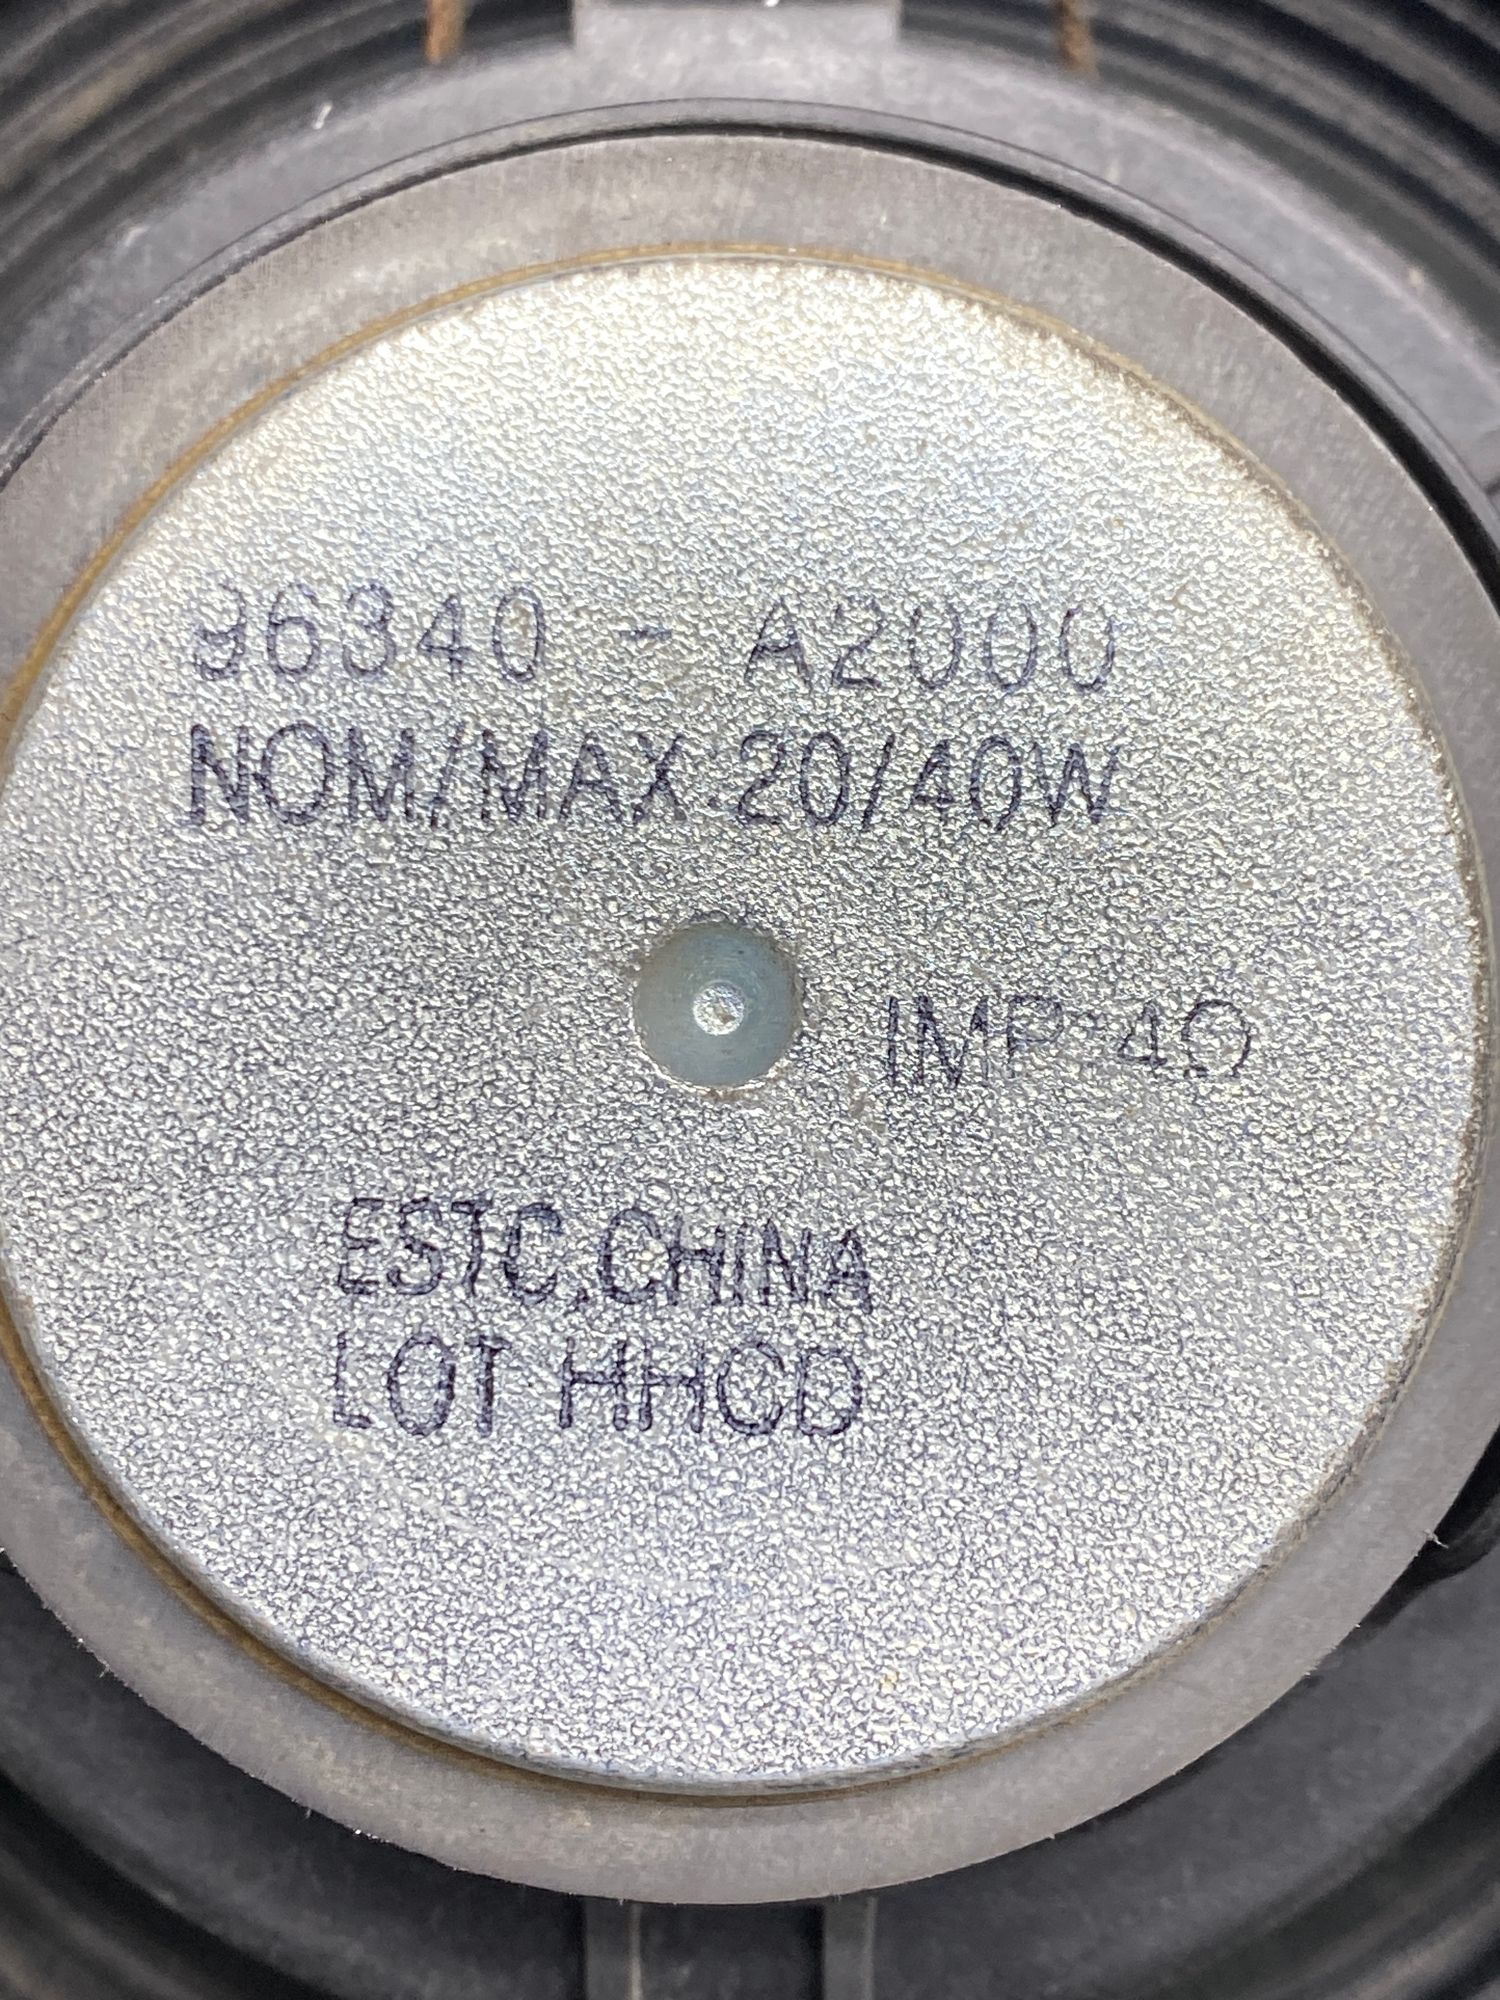 96340 - A2000
NOM/MAX:20/40W
IMP:4Ω
ESTC.CHINA
LOT HHCD